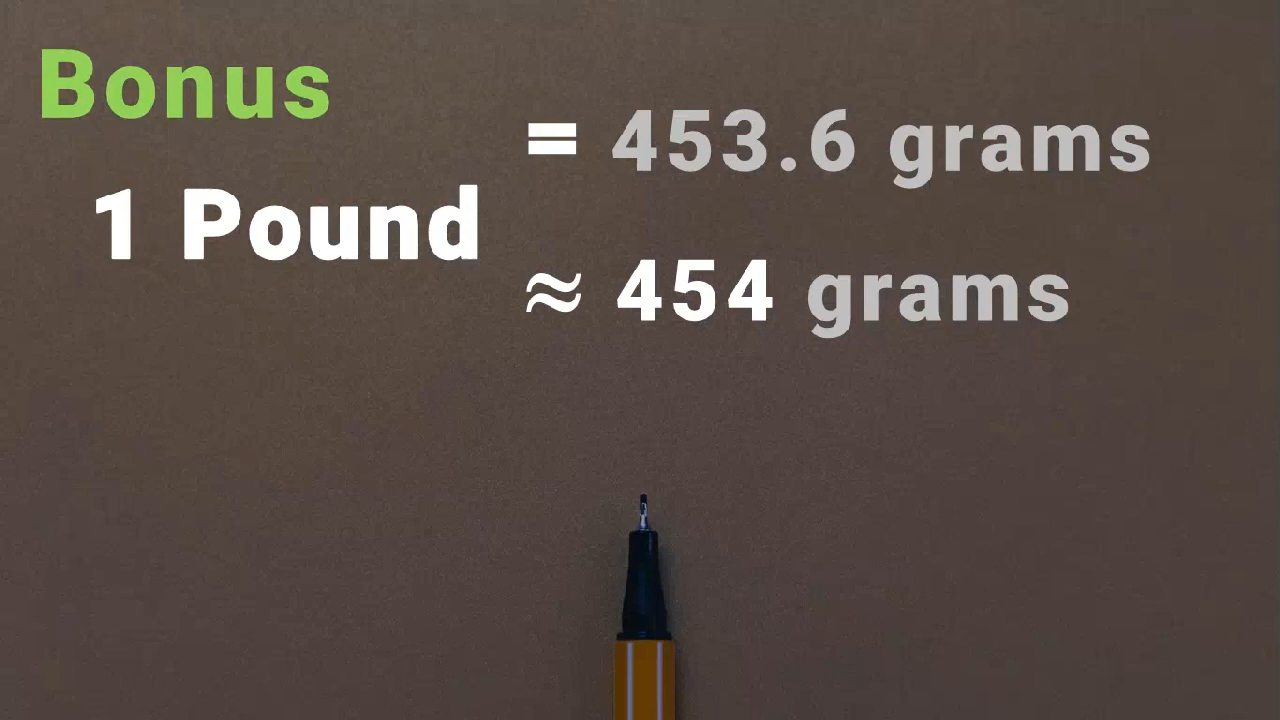 Bonus
= 453.6 grams
1 Pound
≈ 454 grams